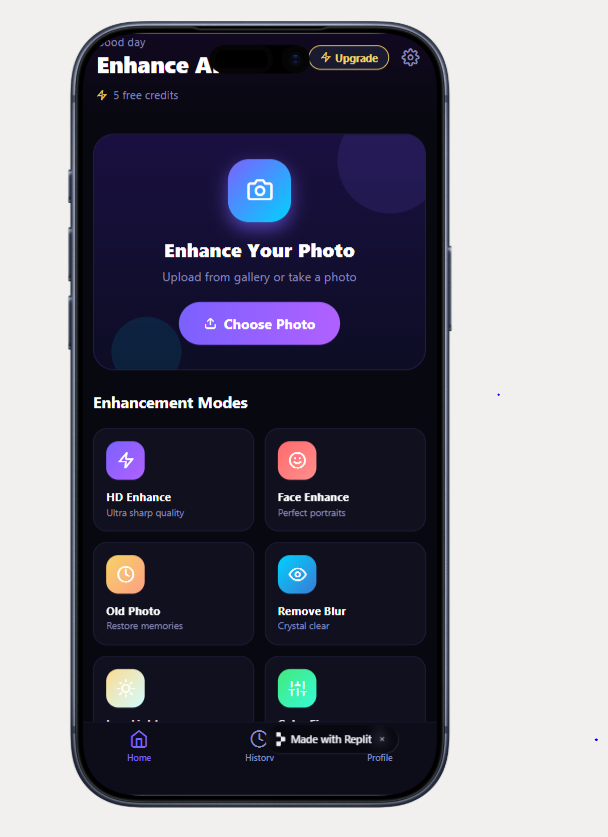 ood day
Enhance A
Upgrade
5 free credits
Enhance Your Photo
Upload from gallery or take a photo
Choose Photo
Enhancement Modes
HD Enhance
Ultra sharp quality
Face Enhance
Perfect portraits
Old Photo
Restore memories
Remove Blur
Crystal clear
Made with Replit ×
Home
History
Profile